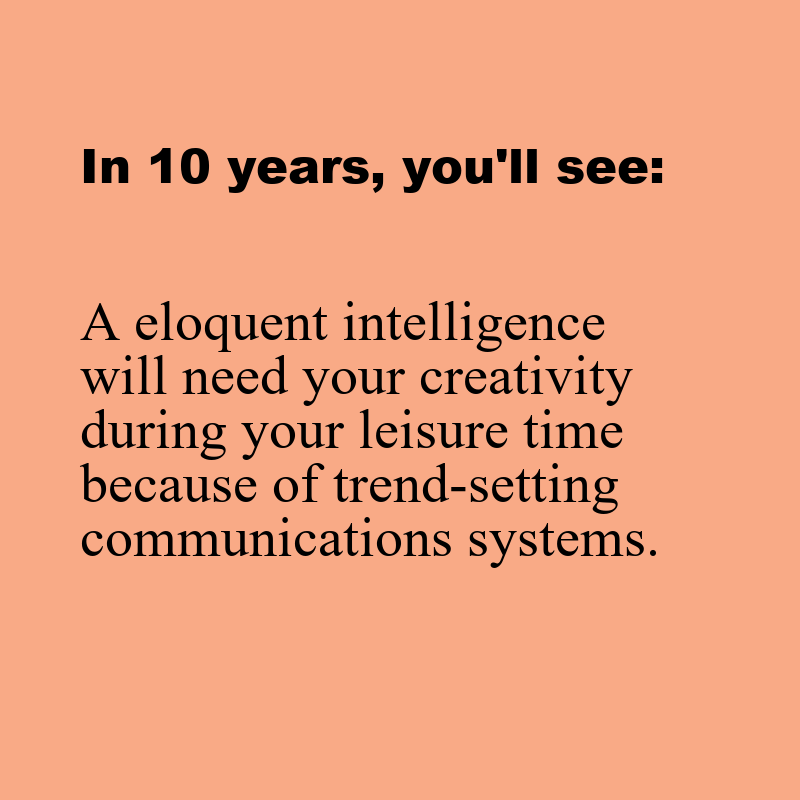 In 10 years, you'll see:
A eloquent intelligence
will need your creativity
during your leisure time
because of trend-setting
communications systems.